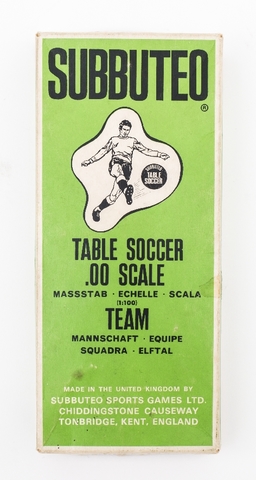 SUBBUTEO
®
SUBBUTEO
TABLE
SOCCER
TABLE SOCCER
.00 SCALE
MASSSTAB · ECHELLE · SCALA
(1:100)
TEAM
MANNSCHAFT · EQUIPE
SQUADRA · ELFTAL
MADE IN THE UNITED KINGDOM BY
SUBBUTEO SPORTS GAMES LTD.
CHIDDINGSTONE CAUSEWAY
TONBRIDGE, KENT, ENGLAND